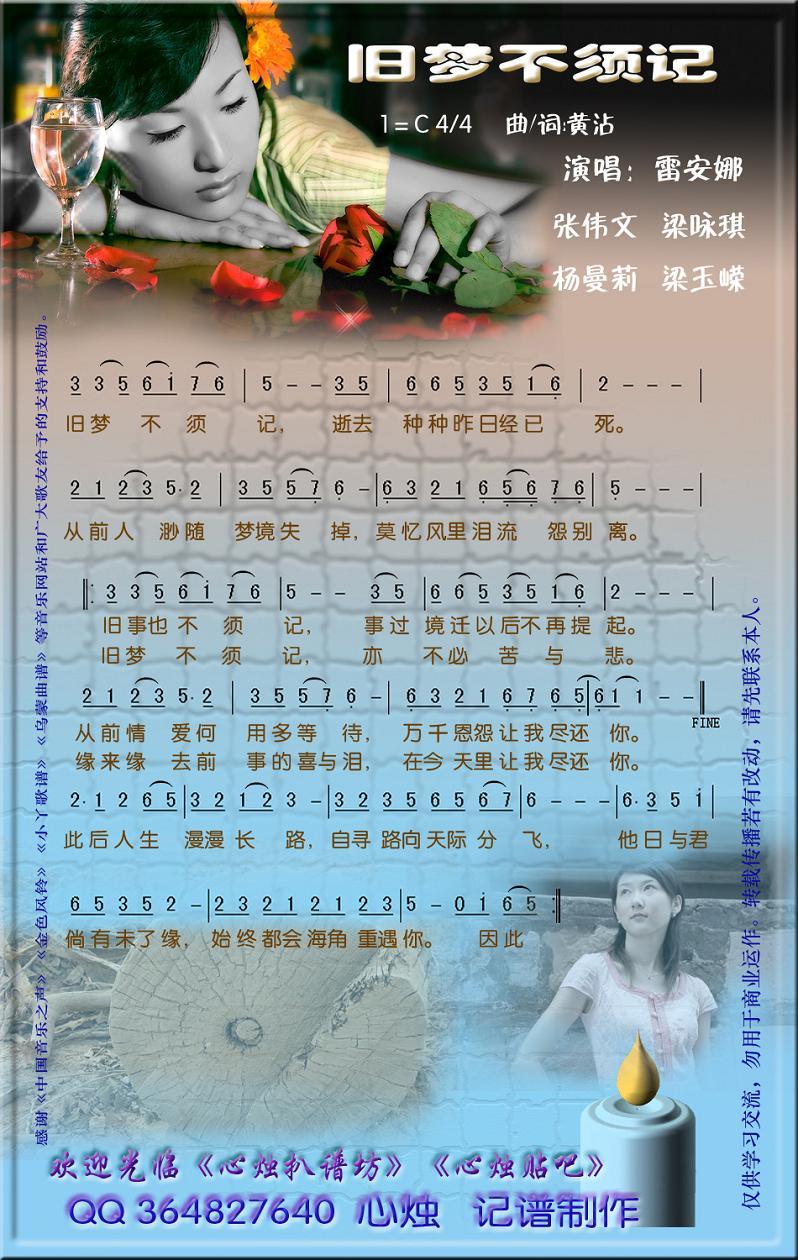 旧梦不须记
1=C 4/4 曲/词:黄沾
演唱：雷安娜
张伟文 梁咏琪
杨曼莉 梁玉嵘
3 3 5 6 i 7 6 | 5 - - 3 5 | 6 6 5 3 5 1 6 | 2 - - - |
旧梦 不 须 记， 逝去 种种昨日经已 死。
2 1 2 3 5· 2 | 3 5 5 7 6 - | 6 3 2 1 6 5 6 7 6 | 5 - - - |
从前人 渺随 梦境失 掉，莫忆风里泪流 怨别 离。
‖: 3 3 5 6 i 7 6 | 5 - - 3 5 | 6 6 5 3 5 1 6 | 2 - - - |
旧事也 不 须 记， 事过 境迁以后不再提 起。
旧梦 不 须 记， 亦 不必 苦 与 悲。
2 1 2 3 5· 2 | 3 5 5 7 6 - | 6 3 2 1 6 7 6 5 | 6 1 1 - - ‖
FINE
从前情 爱何 用多等 待， 万千恩怨让我尽还 你。
缘来缘 去前 事的喜与泪， 在今天里让我尽还 你。
2· 1 2 6 5 | 3 2 1 2 3 - | 3 2 3 5 6 5 6 7 | 6 - - - | 6· 3 5 i |
此后人生 漫漫长 路，自寻路向天际 分 飞， 他日与君
6 5 3 5 2 - | 2 3 2 1 2 1 2 3 | 5 - 0 i 6 5 :‖
倘有未了缘， 始终都会海角重遇你。 因此
感谢《中国音乐之声》《金色风铃》《小丫歌谱》《乌蒙曲谱》等音乐网站和广大歌友给予的支持和鼓励。
仅供学习交流，勿用于商业运作。转载传播若有改动，请先联系本人。
欢迎光临《心烛扒谱坊》《心烛贴吧》
QQ 364827640 心烛 记谱制作